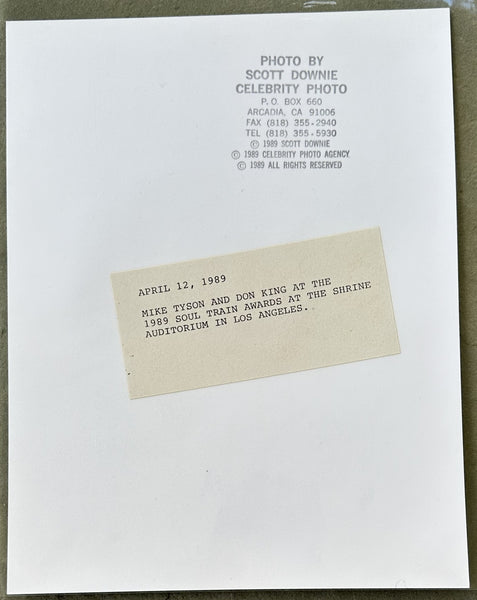 PHOTO BY
SCOTT DOWNIE
CELEBRITY PHOTO
P. O. BOX 660
ARCADIA, CA 91006
FAX (818) 355-2940
TEL (818) 355-5930
© 1989 SCOTT DOWNIE
© 1989 CELEBRITY PHOTO AGENCY
© 1989 ALL RIGHTS RESERVED
APRIL 12, 1989
MIKE TYSON AND DON KING AT THE
1989 SOUL TRAIN AWARDS AT THE SHRINE
AUDITORIUM IN LOS ANGELES.